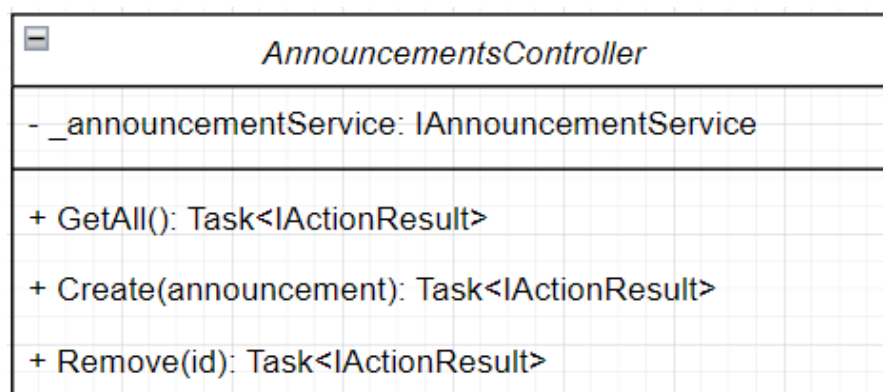 AnnouncementsController
- _announcementService: IAnnouncementService
+ GetAll(): Task<IActionResult>
+ Create(announcement): Task<IActionResult>
+ Remove(id): Task<IActionResult>